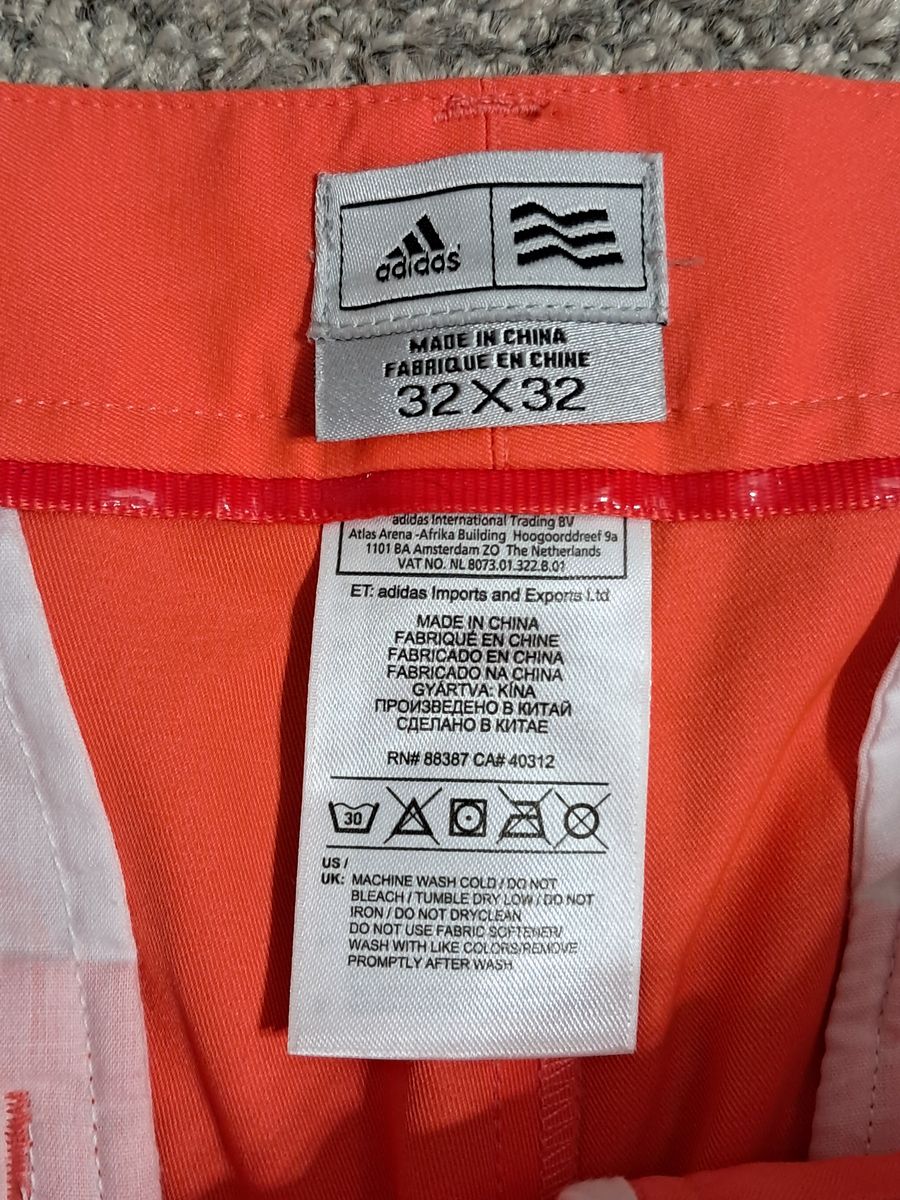 adidas
MADE IN CHINA
FABRIQUE EN CHINE
32 X 32
adidas International Trading BV
Atlas Arena -Afrika Building Hoogoorddreef 9a
1101 BA Amsterdam ZO The Netherlands
VAT NO. NL 8073.01.322.B.01
ET: adidas Imports and Exports Ltd
MADE IN CHINA
FABRIQUÉ EN CHINE
FABRICADO EN CHINA
FABRICADO NA CHINA
GYÁRTVA: KÍNA
ПРОИЗВЕДЕНО В КИТАЙ
СДЕЛАНО В КИТАЕ
RN# 88387 CA# 40312
30
US /
UK: MACHINE WASH COLD / DO NOT
BLEACH / TUMBLE DRY LOW / DO NOT
IRON / DO NOT DRYCLEAN
DO NOT USE FABRIC SOFTENER/
WASH WITH LIKE COLORS/REMOVE
PROMPTLY AFTER WASH